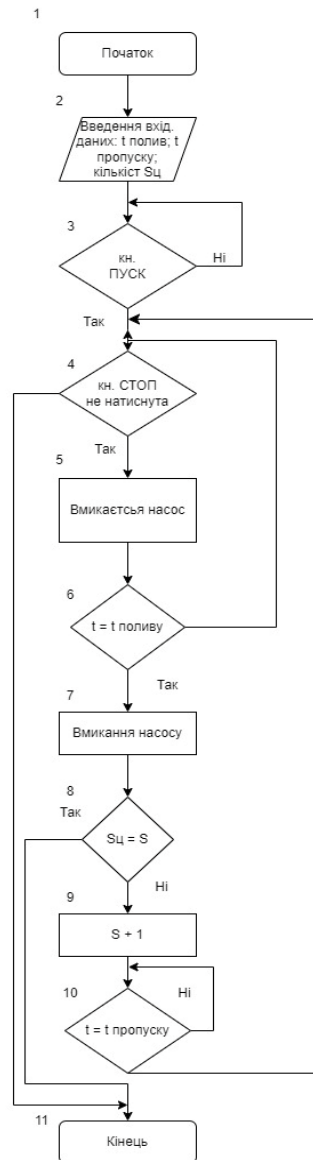 1
Початок
2
Введення вхід.
даних: t полив; t
пропуску;
кількіст Sц
3
кн.
ПУСК
Ні
Так
4
кн. СТОП
не натиснута
Так
5
Вмикаєтсья насос
6
t = t поливу
Так
7
Вмикання насосу
8
Так
Sц = S
Ні
9
S + 1
10
Ні
t = t пропуску
11
Кінець